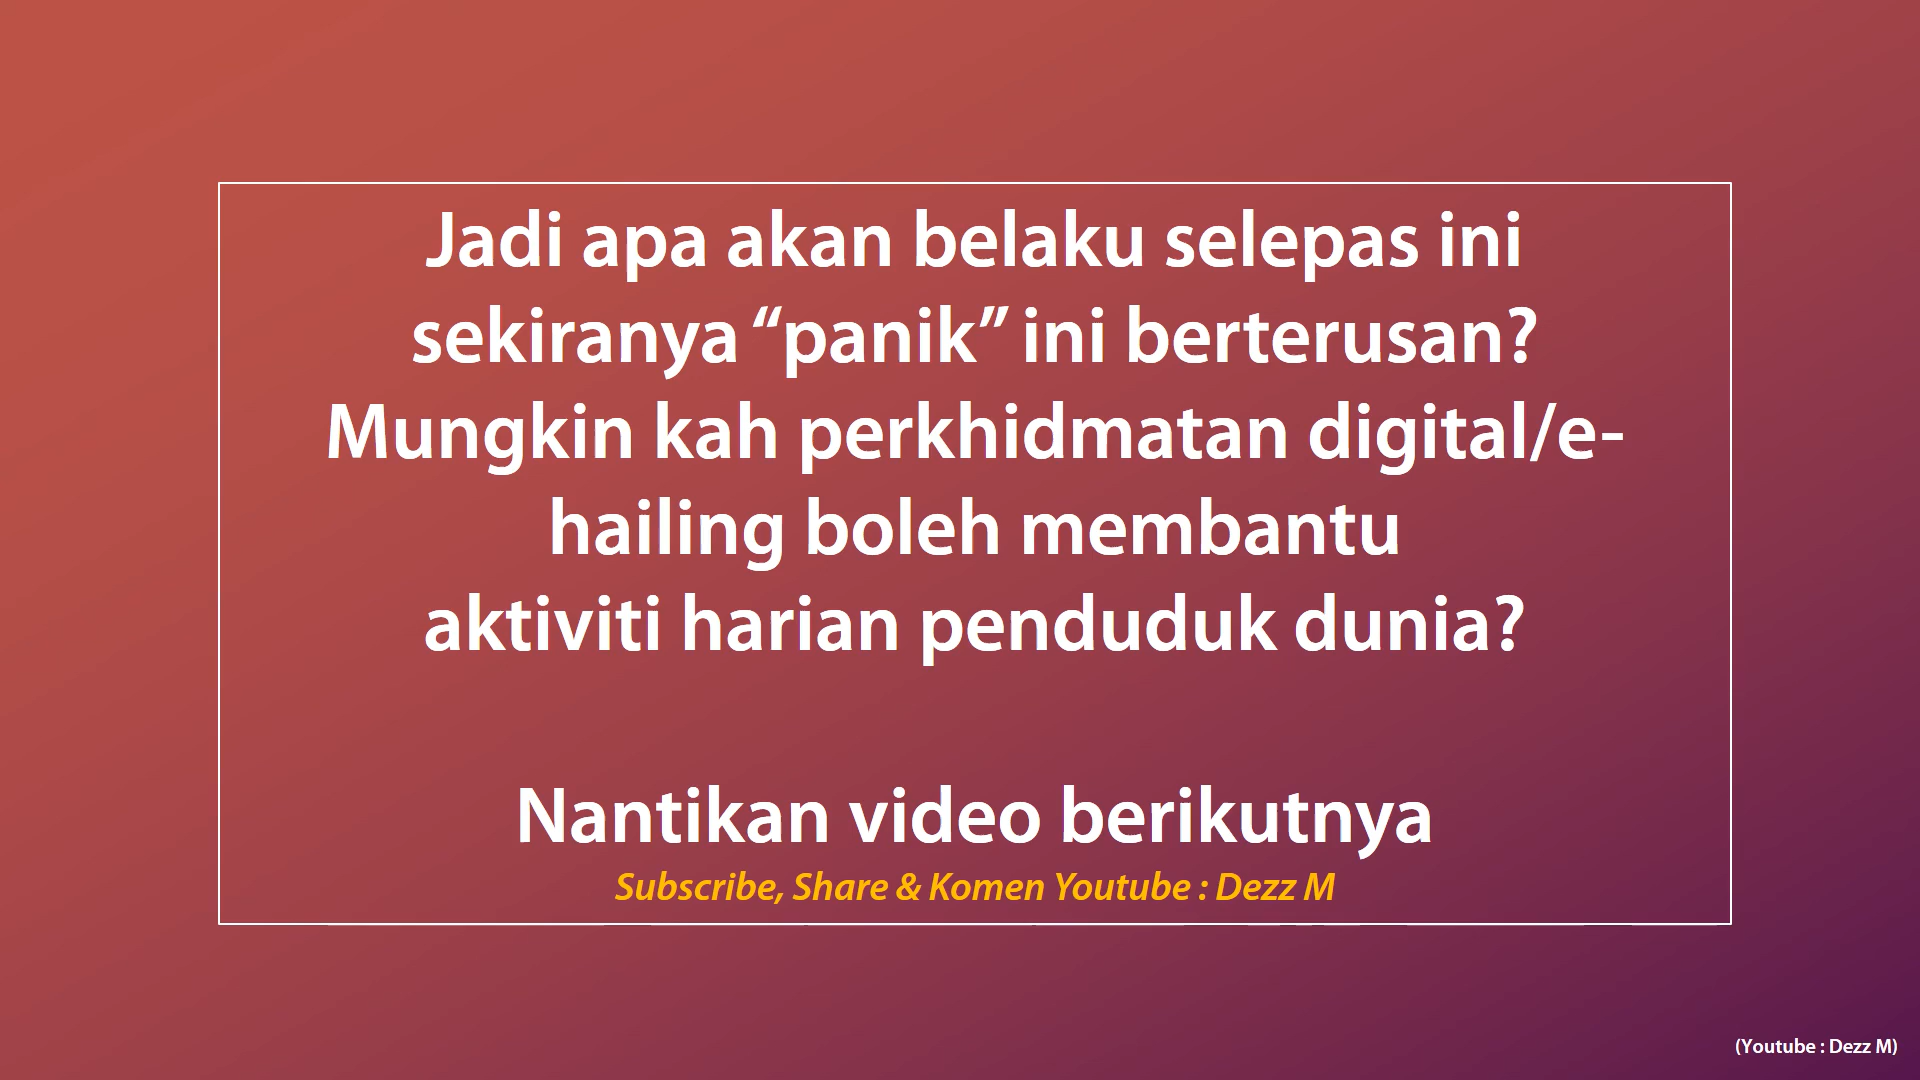 Jadi apa akan belaku selepas ini
sekiranya “panik” ini berterusan?
Mungkin kah perkhidmatan digital/e-
hailing boleh membantu
aktiviti harian penduduk dunia?
Nantikan video berikutnya
Subscribe, Share & Komen Youtube : Dezz M
(Youtube : Dezz M)